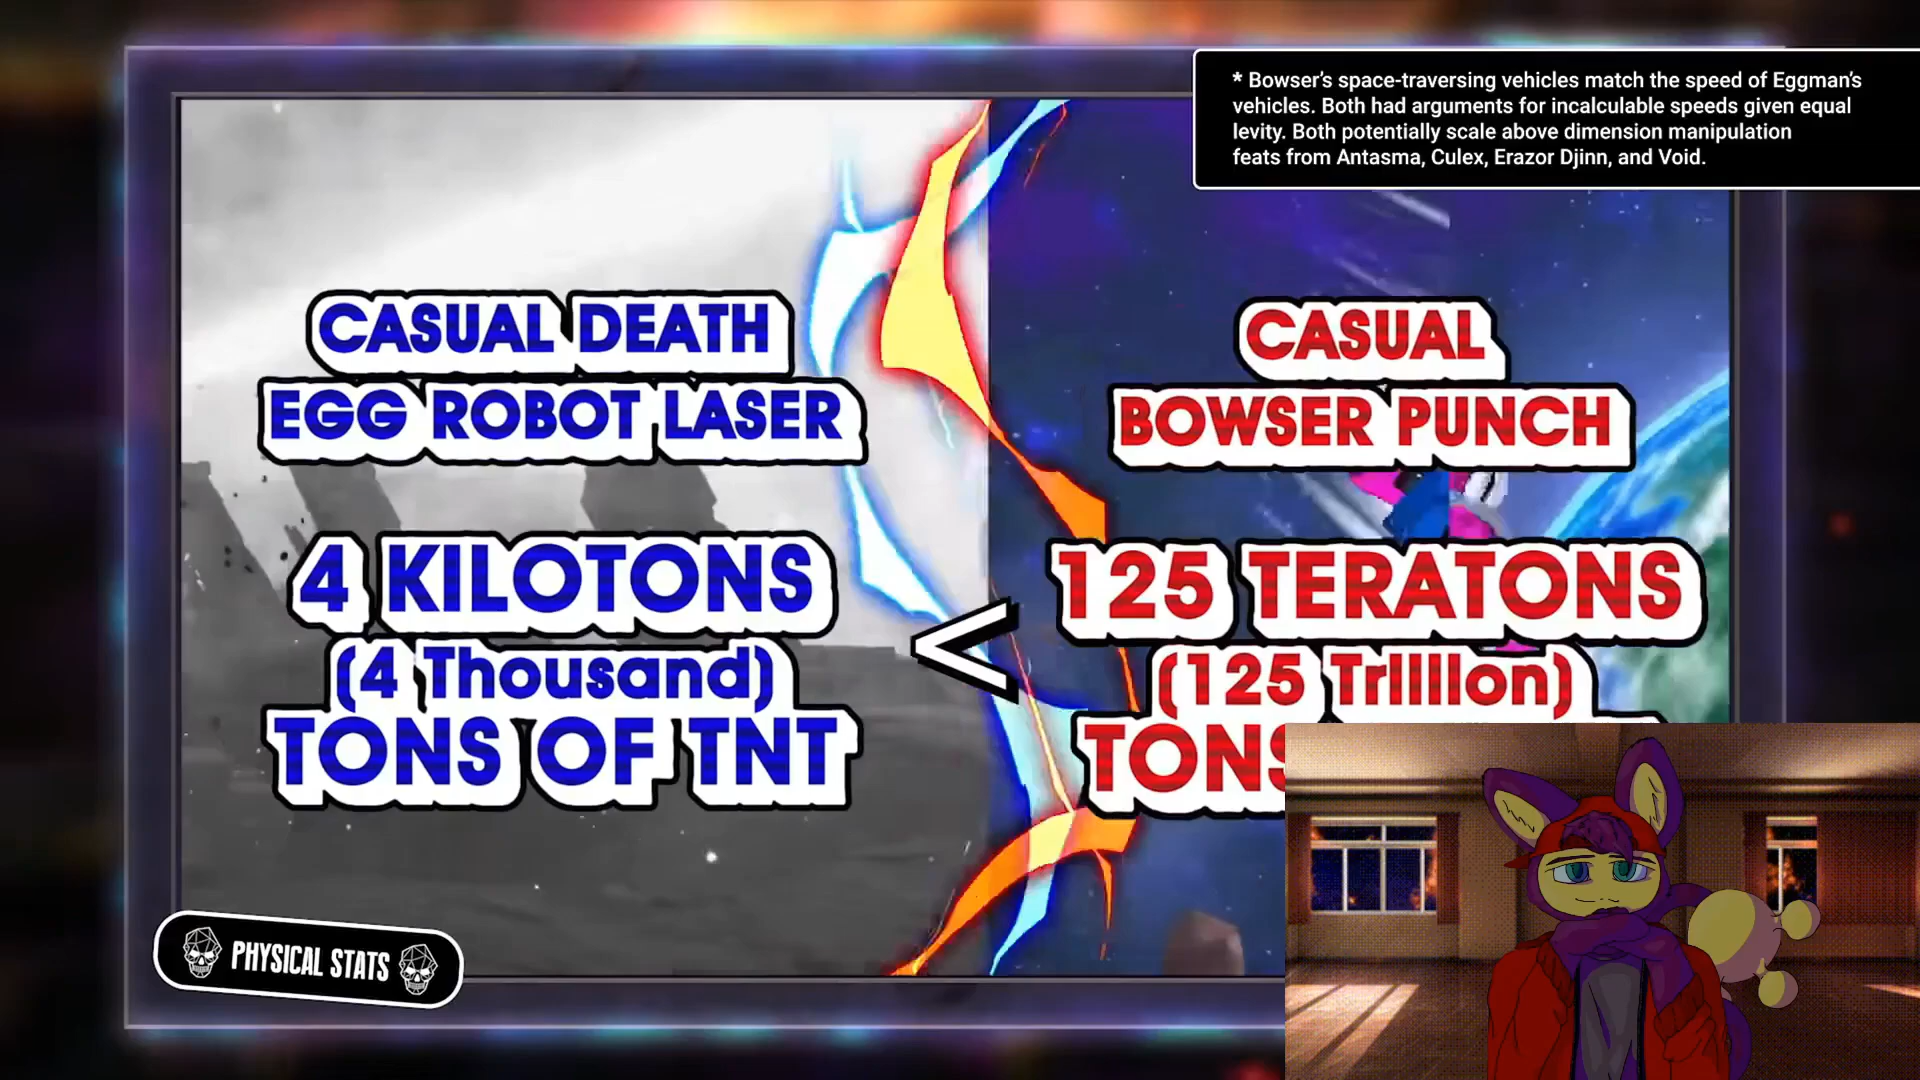 * Bowser's space-traversing vehicles match the speed of Eggman's
vehicles. Both had arguments for incalculable speeds given equal
levity. Both potentially scale above dimension manipulation
feats from Antasma, Culex, Erazor Djinn, and Void.
CASUAL DEATH
EGG ROBOT LASER
4 KILOTONS
(4 Thousand)
TONS OF TNT
<
CASUAL
BOWSER PUNCH
125 TERATONS
(125 Trillion)
TONS
PHYSICAL STATS